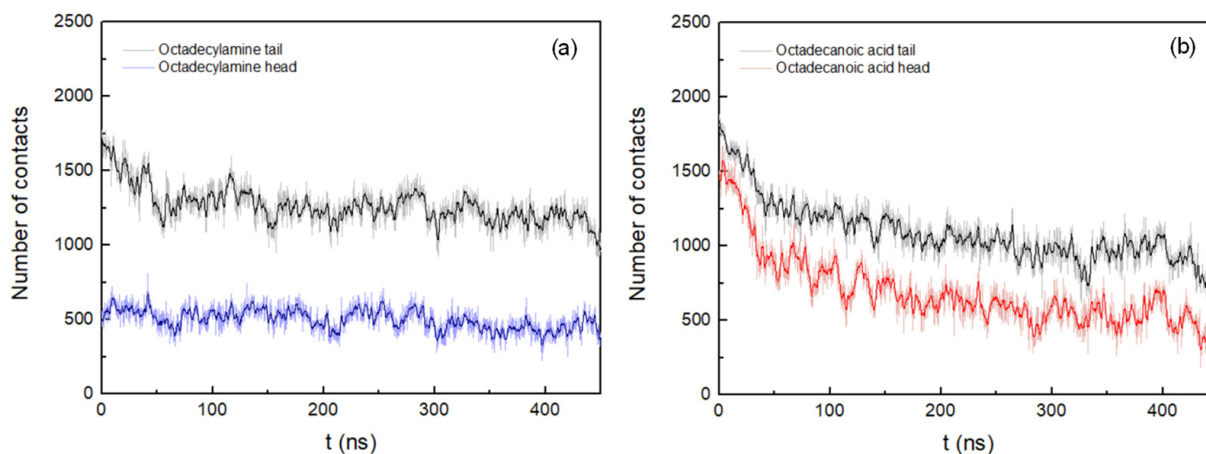 2500
2000
1500
1000
500
0
Number of contacts
Octadecylamine tail
Octadecylamine head
(a)
0
100
200
300
400
t (ns)
2500
2000
1500
1000
500
0
Number of contacts
Octadecanoic acid tail
Octadecanoic acid head
(b)
0
100
200
300
400
t (ns)